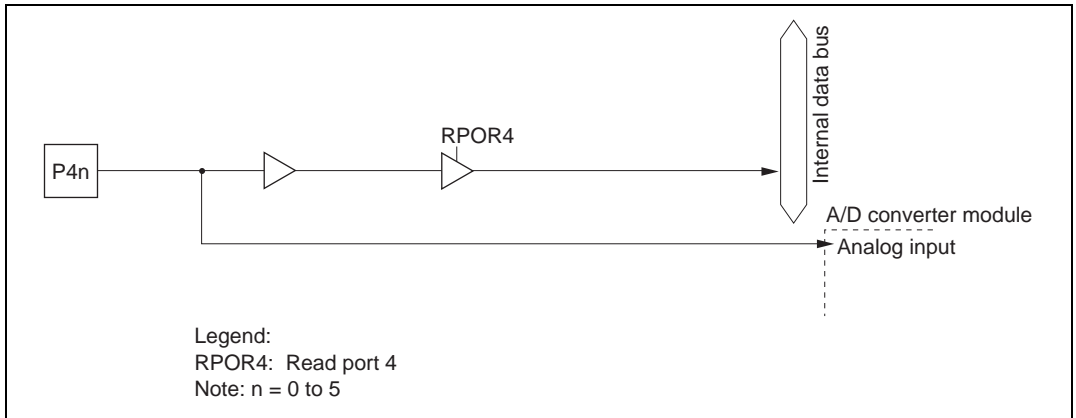 RPOR4
P4n
Internal data bus
A/D converter module
Analog input
Legend:
RPOR4: Read port 4
Note: n = 0 to 5